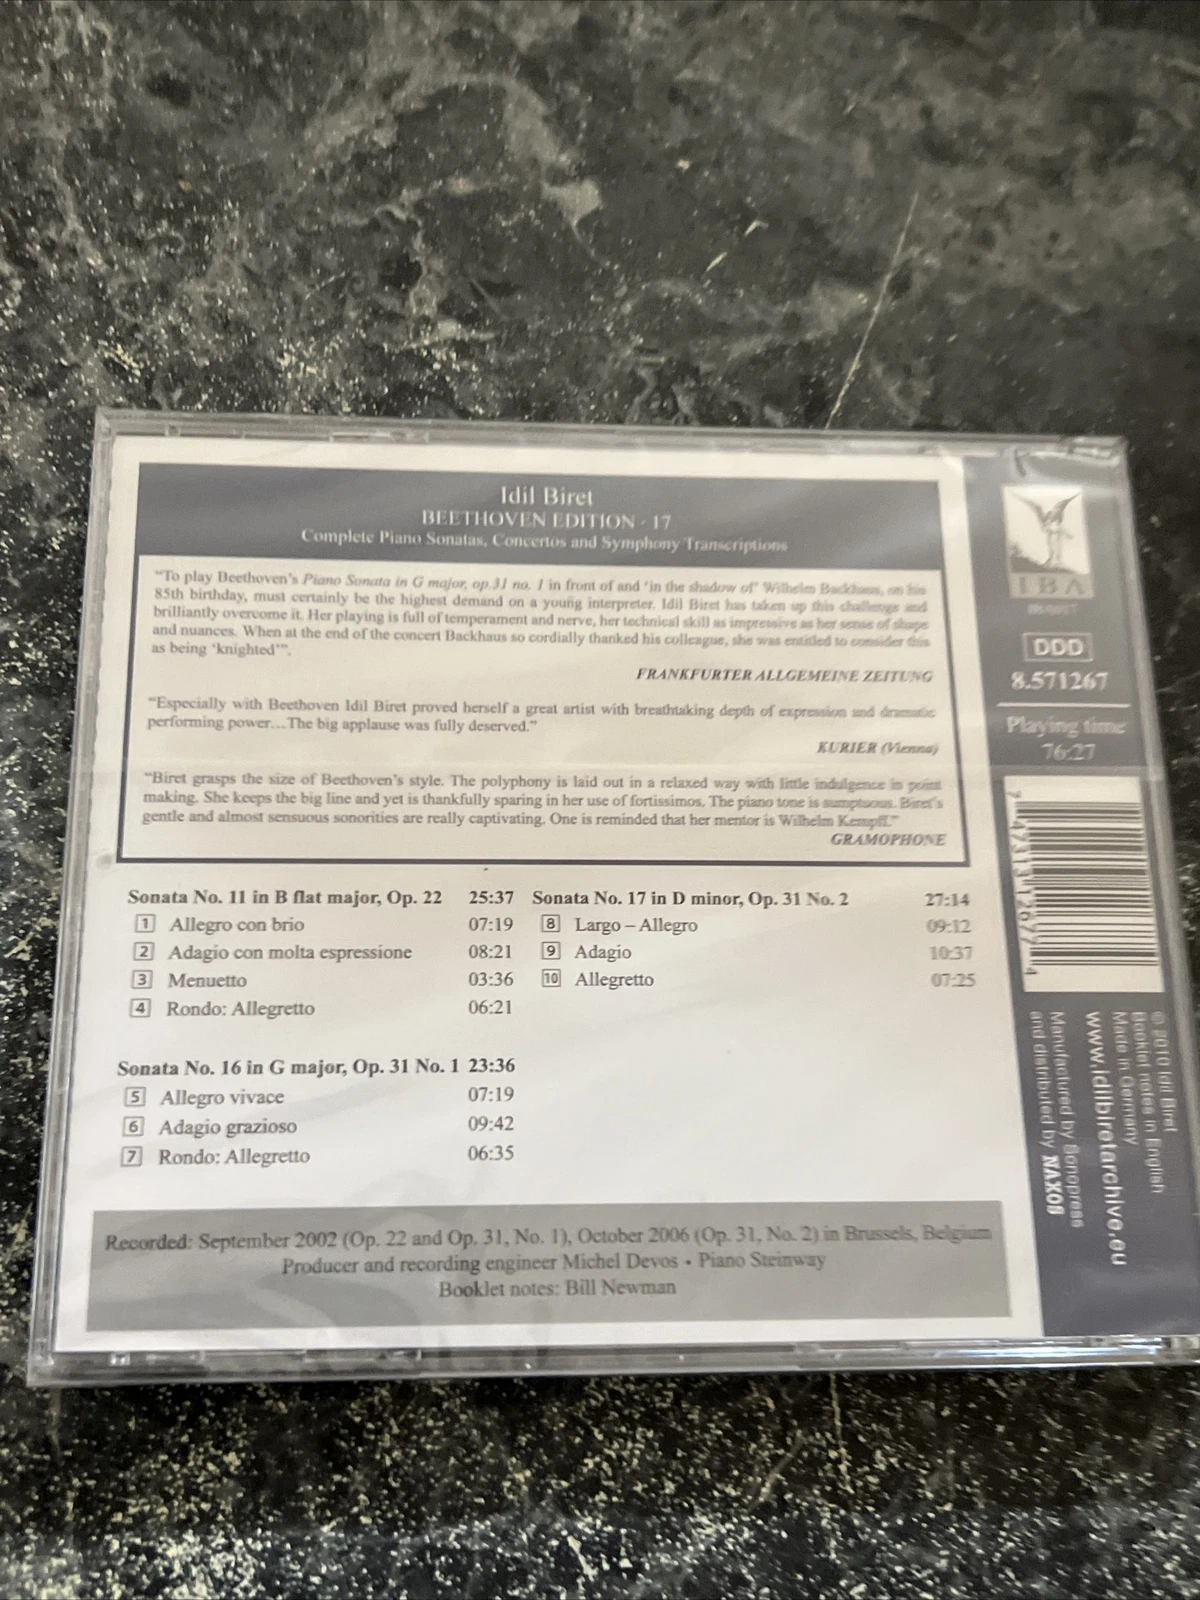 Idil Biret
BEETHOVEN EDITION · 17
Complete Piano Sonatas, Concertos and Symphony Transcriptions
"To play Beethoven's Piano Sonata in G major, op.31 no. 1 in front of and 'in the shadow of' Wilhelm Backhaus, on his
85th birthday, must certainly be the highest demand on a young interpreter. Idil Biret has taken up this challenge and
brilliantly overcome it. Her playing is full of temperament and nerve, her technical skill as impressive as her sense of shape
and nuances. When at the end of the concert Backhaus so cordially thanked his colleague, she was entitled to consider this
as being 'knighted'".
FRANKFURTER ALLGEMEINE ZEITUNG
"Especially with Beethoven Idil Biret proved herself a great artist with breathtaking depth of expression and dramatic
performing power…The big applause was fully deserved."
KURIER (Vienna)
"Biret grasps the size of Beethoven's style. The polyphony is laid out in a relaxed way with little indulgence in point
making. She keeps the big line and yet is thankfully sparing in her use of fortissimos. The piano tone is sumptuous. Biret's
gentle and almost sensuous sonorities are really captivating. One is reminded that her mentor is Wilhelm Kempff."
GRAMOPHONE
Sonata No. 11 in B flat major, Op. 22 25:37
1 Allegro con brio 07:19
2 Adagio con molta espressione 08:21
3 Menuetto 03:36
4 Rondo: Allegretto 06:21
Sonata No. 16 in G major, Op. 31 No. 1 23:36
5 Allegro vivace 07:19
6 Adagio grazioso 09:42
7 Rondo: Allegretto 06:35
Sonata No. 17 in D minor, Op. 31 No. 2 27:14
8 Largo – Allegro 09:12
9 Adagio 10:37
10 Allegretto 07:25
Recorded: September 2002 (Op. 22 and Op. 31, No. 1), October 2006 (Op. 31, No. 2) in Brussels, Belgium
Producer and recording engineer Michel Devos • Piano Steinway
Booklet notes: Bill Newman
IBA
DDD
8.571267
Playing time
76:27
7 47313 12677 4
© 2010 Idil Biret
Booklet notes in English
Made in Germany
www.idilbiretarchive.eu
Manufactured by Sonopress
and distributed by NAXOS